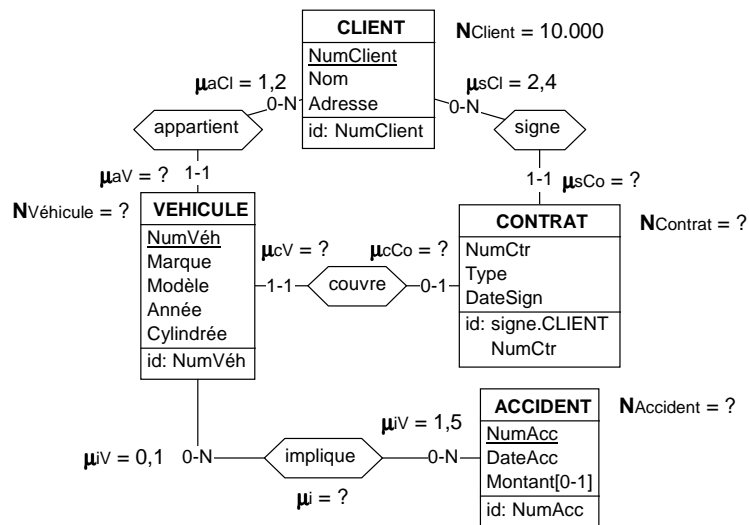 CLIENT
NumClient
Nom
Adresse
id: NumClient
NClient = 10.000
μaCl = 1,2
μsCl = 2,4
0-N
0-N
appartient
signe
μaV = ?
1-1
1-1
μsCo = ?
NVéhicule = ?
VEHICULE
NumVéh
Marque
Modèle
Année
Cylindrée
id: NumVéh
μcV = ?
μcCo = ?
1-1
couvre
0-1
CONTRAT
NumCtr
Type
DateSign
id: signe.CLIENT
NumCtr
NContrat = ?
ACCIDENT
NumAcc
DateAcc
Montant[0-1]
id: NumAcc
NAccident = ?
μiV = 1,5
μiV = 0,1
0-N
implique
0-N
μi = ?